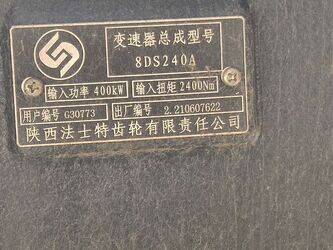 变速器总成型号
8DS240A
输入功率 400kW 输入扭矩 2400Nm
用户编号 G30773 出厂编号 2.210607622
陕西法士特齿轮有限责任公司